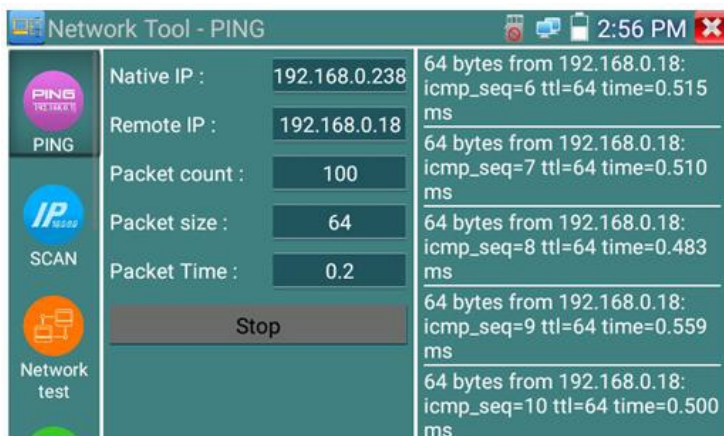 Network Tool - PING
2:56 PM
PING
PING
SCAN
IP
Network
test
Native IP :
192.168.0.238
Remote IP :
192.168.0.18
Packet count :
100
Packet size :
64
Packet Time :
0.2
Stop
64 bytes from 192.168.0.18:
icmp_seq=6 ttl=64 time=0.515
ms
64 bytes from 192.168.0.18:
icmp_seq=7 ttl=64 time=0.510
ms
64 bytes from 192.168.0.18:
icmp_seq=8 ttl=64 time=0.483
ms
64 bytes from 192.168.0.18:
icmp_seq=9 ttl=64 time=0.559
ms
64 bytes from 192.168.0.18:
icmp_seq=10 ttl=64 time=0.500
ms